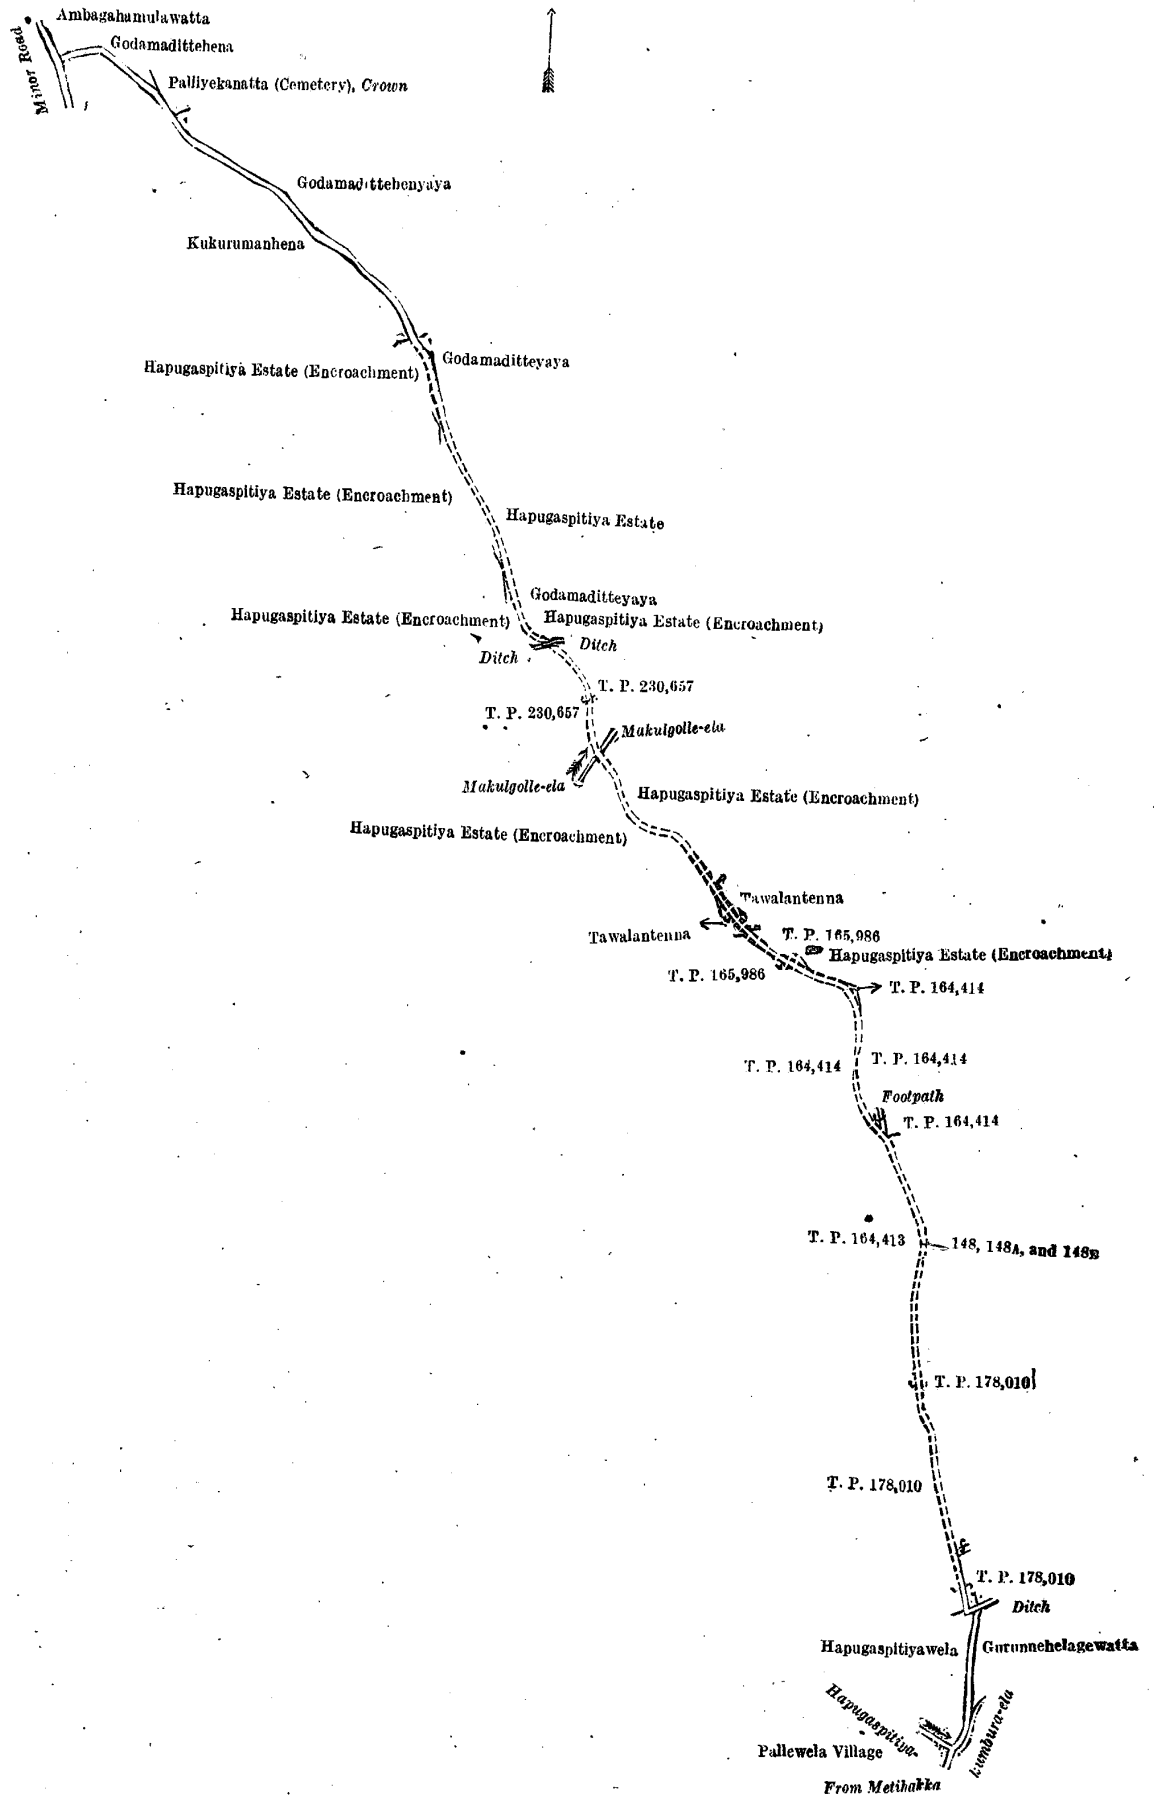 Ambagahamulawatta
Minor Road
Godamadittehena
Palliyekanatta (Cemetery), Crown
Godamadittehenyaya
Kukurumanhena
Godamaditteyaya
Hapugaspitiya Estate (Encroachment)
Hapugaspitiya Estate (Encroachment)
Hapugaspitiya Estate
Godamaditteyaya
Hapugaspitiya Estate (Encroachment)
Hapugaspitiya Estate (Encroachment)
Ditch
Ditch
T. P. 230,657
T. P. 230,657
Makulgolle-ela
Makulgolle-ela
Hapugaspitiya Estate (Encroachment)
Hapugaspitiya Estate (Encroachment)
Tawalantenna
Tawalantenna
T. P. 165,986
Hapugaspitiya Estate (Encroachment)
T. P. 165,986
T. P. 164,414
T. P. 164,414
T. P. 164,414
Footpath
T. P. 164,414
T. P. 164,413
148, 148A, and 148B
T. P. 178,010
T. P. 178,010
T. P. 178,010
Ditch
Hapugaspitiyawela
Gurunnehelagewatta
Hapugaspitiya-
kumbura-ela
Pallewela Village
From Metihakka